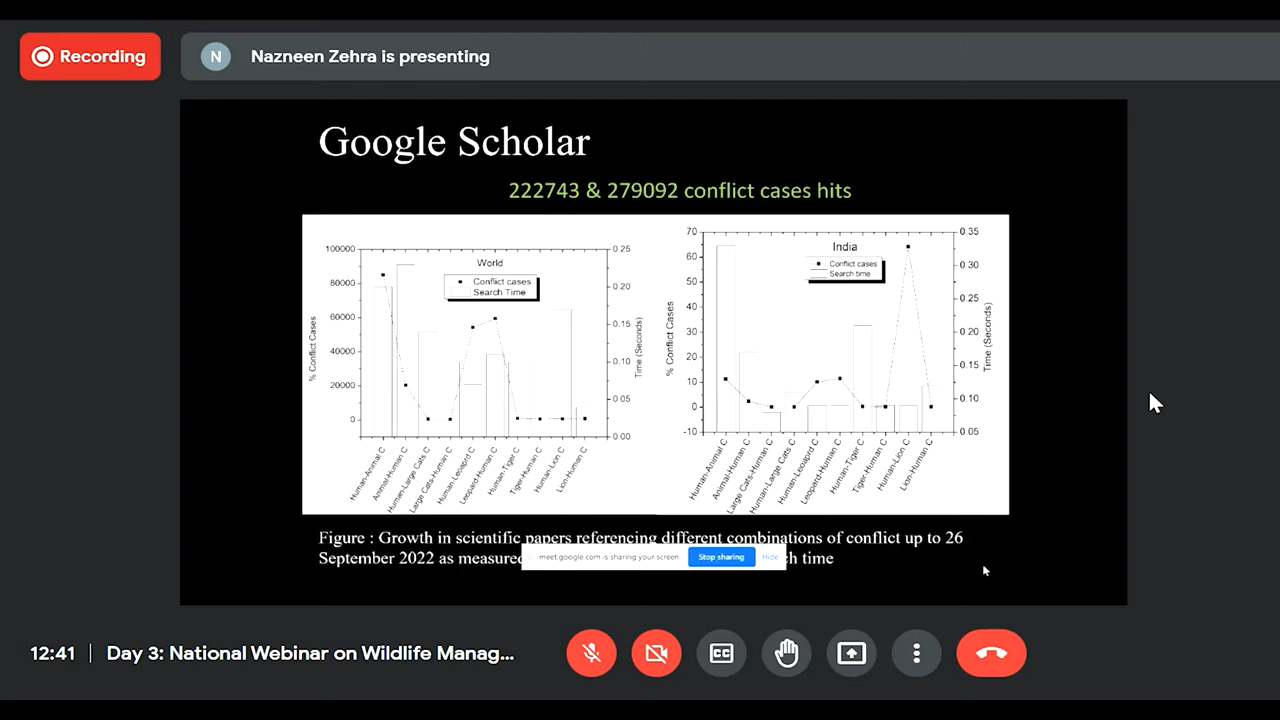 Recording
N Nazneen Zehra is presenting
Google Scholar
222743 & 279092 conflict cases hits
World
Conflict cases
Search Time
% Conflict Cases
100000
80000
60000
40000
20000
0
0.25
0.20
0.15
0.10
0.05
0.00
Time (Seconds)
Human-Animal C
Animal-Human C
Human-Large Cats C
Large Cats-Human C
Human-Leoaprd C
Leopard-Human C
Human-Tiger C
Tiger-Human C
Human-Lion C
Lion-Human C
India
Conflict cases
Search time
% Conflict Cases
70
60
50
40
30
20
10
0
-10
0.35
0.30
0.25
0.20
0.15
0.10
0.05
Time (Seconds)
Human-Animal C
Animal-Human C
Large Cats-Human C
Human-Large Cats C
Human-Leoaprd C
Leopard-Human C
Human-Tiger C
Tiger-Human C
Human-Lion C
Lion-Human C
Figure : Growth in scientific papers referencing different combinations of conflict up to 26
September 2022 as measured
time
meet.google.com is sharing your screen.
Stop sharing
Hide
12:41 | Day 3: National Webinar on Wildlife Manag...
CC